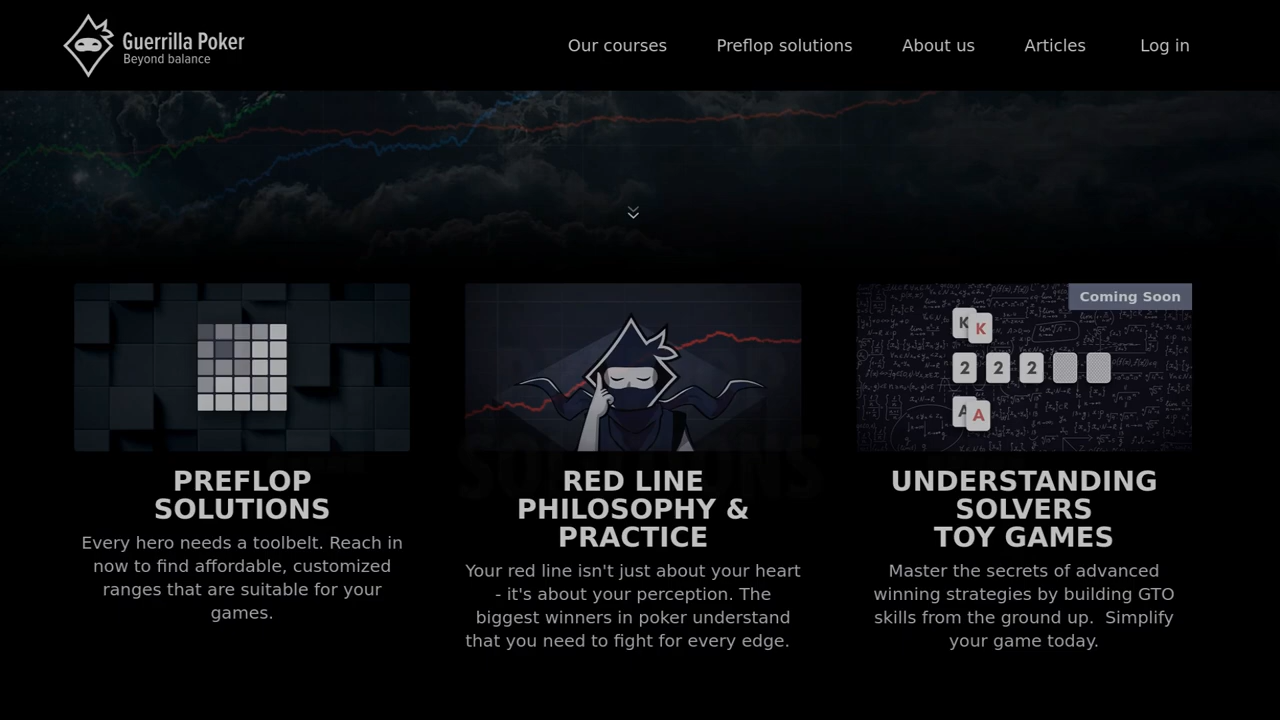 Guerrilla Poker
Beyond balance
Our courses
Preflop solutions
About us
Articles
Log in
Coming Soon
K
K
2
2
2
A
A
PREFLOP
SOLUTIONS
Every hero needs a toolbelt. Reach in
now to find affordable, customized
ranges that are suitable for your
games.
RED LINE
PHILOSOPHY &
PRACTICE
Your red line isn't just about your heart
- it's about your perception. The
biggest winners in poker understand
that you need to fight for every edge.
UNDERSTANDING
SOLVERS
TOY GAMES
Master the secrets of advanced
winning strategies by building GTO
skills from the ground up.  Simplify
your game today.